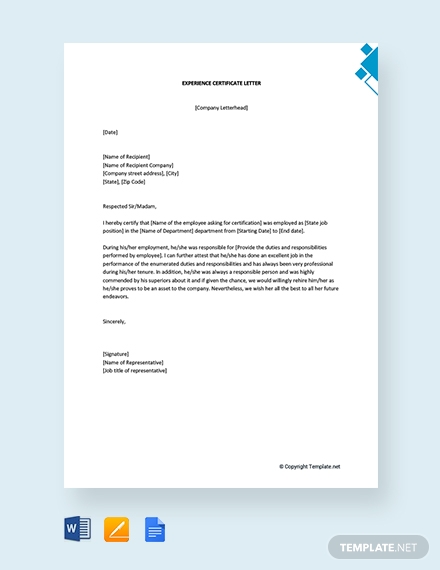 EXPERIENCE CERTIFICATE LETTER
[Company Letterhead]
[Date]
[Name of Recipient]
[Name of Recipient Company]
[Company street address], [City]
[State], [Zip Code]
Respected Sir/Madam,
I hereby certify that [Name of the employee asking for certification] was employed as [State job
position] in the [Name of Department] department from [Starting Date] to [End date].
During his/her employment, he/she was responsible for [Provide the duties and responsibilities
performed by employee]. I can further attest that he/she has done an excellent job in the
performance of the enumerated duties and responsibilities and has always been very professional
during his/her tenure. In addition, he/she was always a responsible person and was highly
commended by his superiors about it and if given the chance, we would willingly rehire him/her as
he/she proves to be an asset to the company. Nevertheless, we wish her all the best to all her future
endeavors.
Sincerely,
[Signature]
[Name of Representative]
[Job title of representative]
© Copyright Template.net
W
TEMPLATE.NET